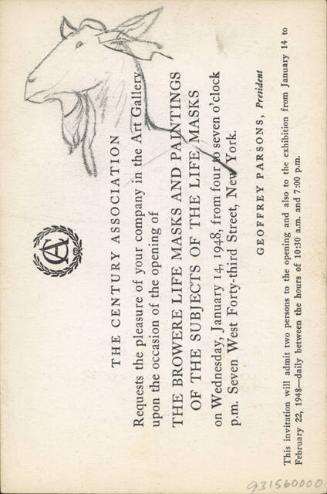 CA
THE CENTURY ASSOCIATION
Requests the pleasure of your company in the Art Gallery
upon the occasion of the opening of
THE BROWERE LIFE MASKS AND PAINTINGS
OF THE SUBJECTS OF THE LIFE MASKS
on Wednesday, January 14, 1948, from four to seven o'clock
p.m. Seven West Forty-third Street, New York.
GEOFFREY PARSONS, President
This invitation will admit two persons to the opening and also to the exhibition from January 14 to
February 22, 1948—daily between the hours of 10:30 a.m. and 7:00 p.m.
931560000